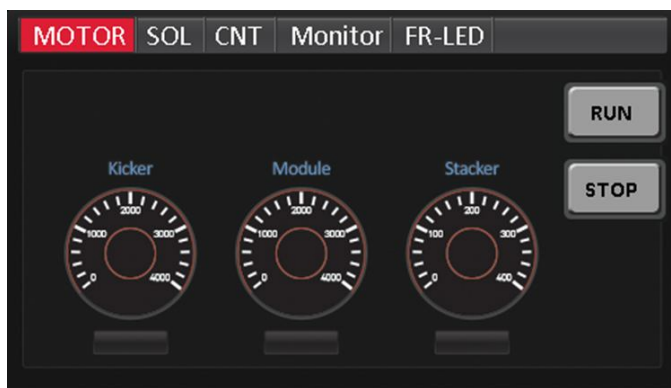 MOTOR SOL CNT Monitor FR-LED
RUN
STOP
Kicker Module Stacker
2000 2000 200
1000 3000 1000 3000 100 300
0 4000 0 4000 0 400